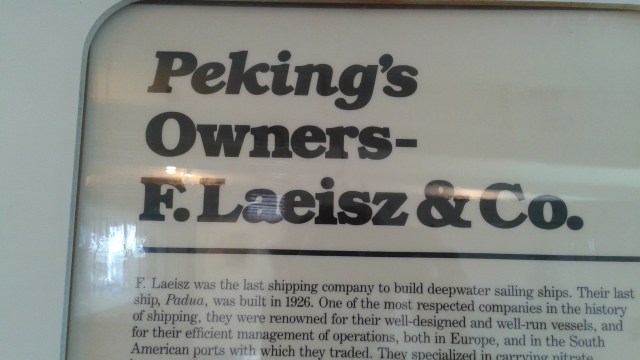 Peking's
Owners-
F. Laeisz & Co.
F. Laeisz was the last shipping company to build deepwater sailing ships. Their last
ship, Padua, was built in 1926. One of the most respected companies in the history
of shipping, they were renowned for their well-designed and well-run vessels, and
for their efficient management of operations, both in Europe, and in the South
American ports with which they traded. They specialized in carrying nitrate